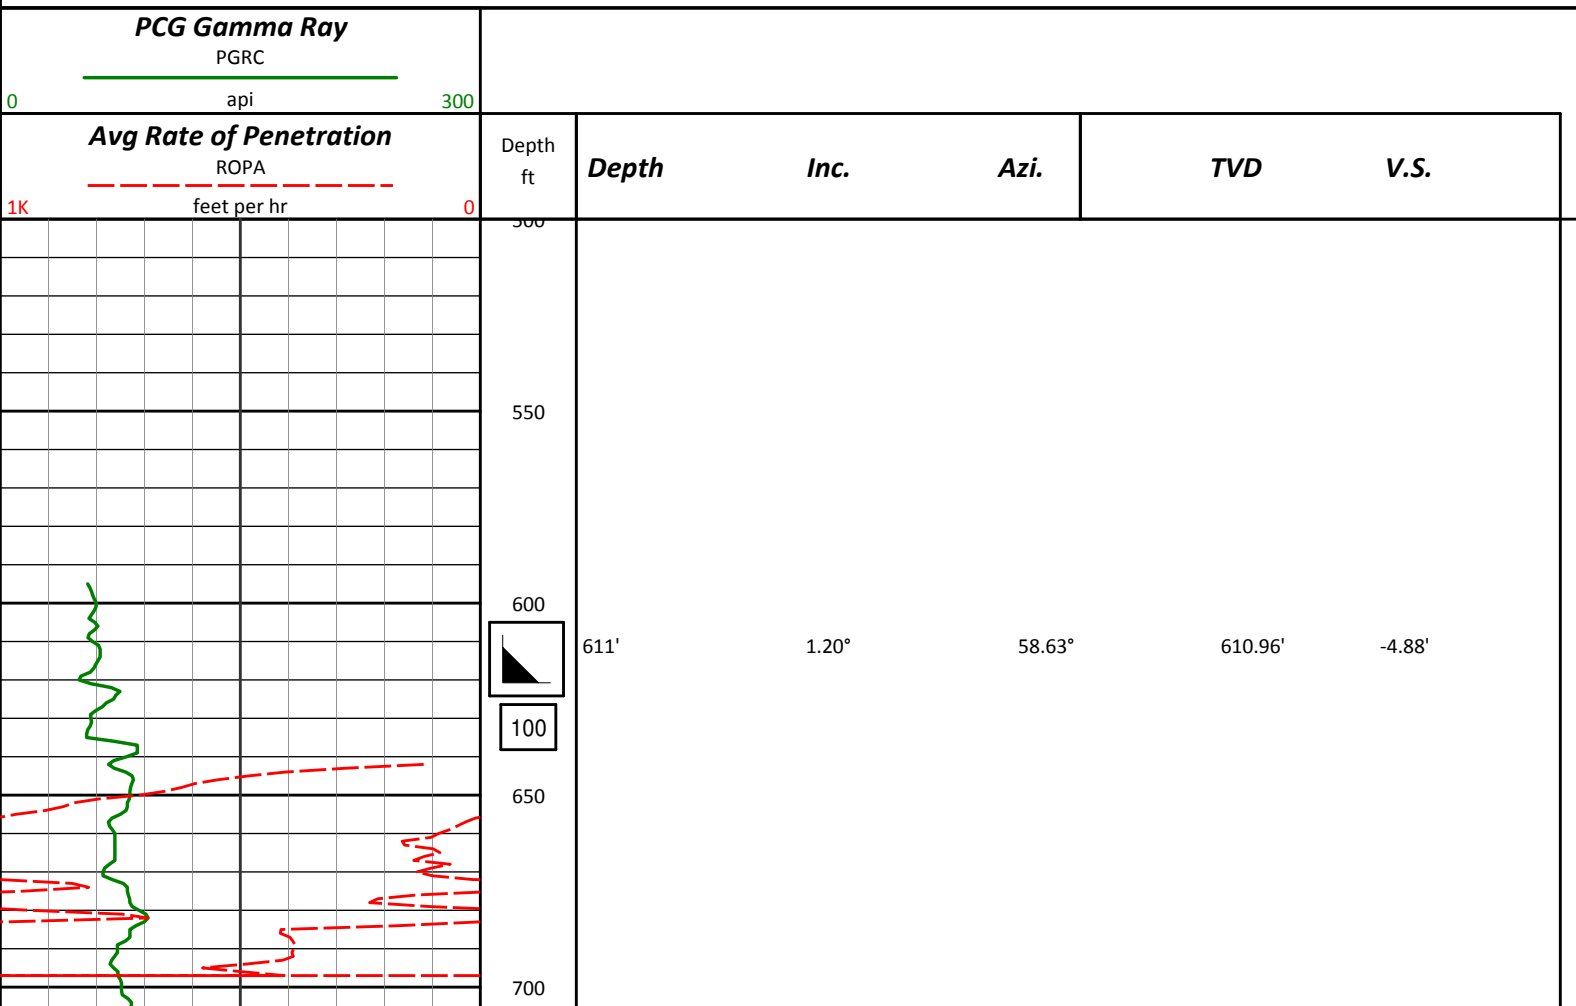 PCG Gamma Ray
PGRC
0 api 300
Avg Rate of Penetration
ROPA
1K feet per hr 0
Depth
ft
Depth Inc. Azi. TVD V.S.
500
550
600
611' 1.20° 58.63° 610.96' -4.88'
100
650
700